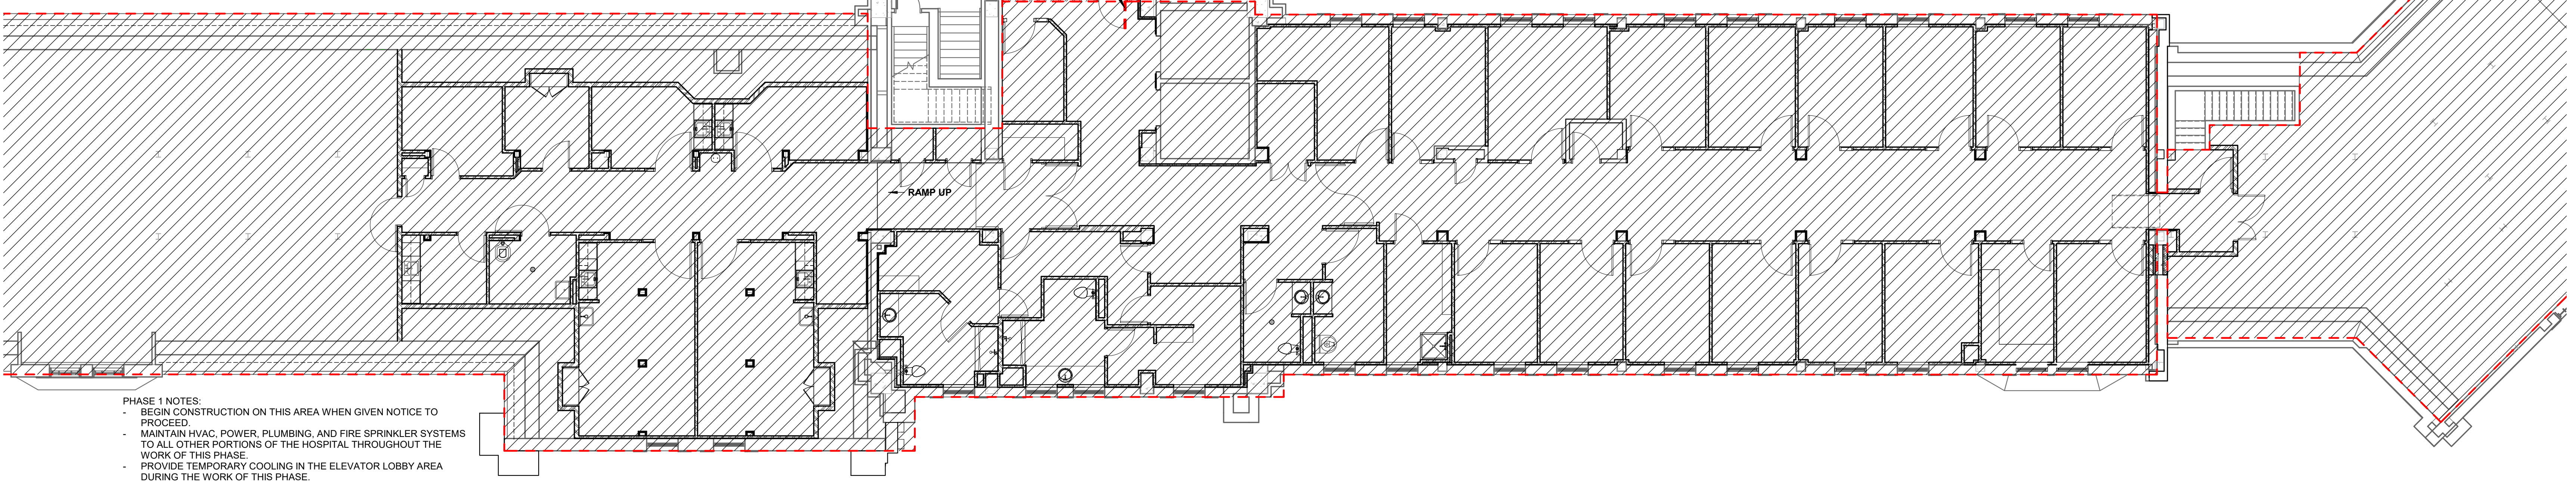 RAMP UP
PHASE 1 NOTES:
- BEGIN CONSTRUCTION ON THIS AREA WHEN GIVEN NOTICE TO
PROCEED.
- MAINTAIN HVAC, POWER, PLUMBING, AND FIRE SPRINKLER SYSTEMS
TO ALL OTHER PORTIONS OF THE HOSPITAL THROUGHOUT THE
WORK OF THIS PHASE.
- PROVIDE TEMPORARY COOLING IN THE ELEVATOR LOBBY AREA
DURING THE WORK OF THIS PHASE.